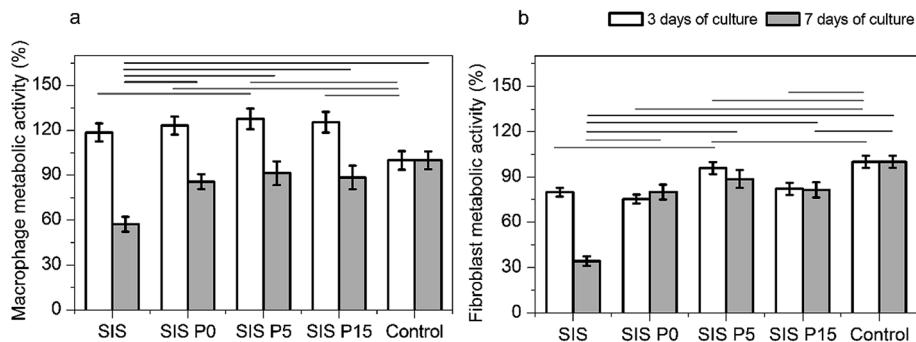 a
b
3 days of culture
7 days of culture
Macrophage metabolic activity (%)
150
120
90
60
30
0
SIS
SIS P0
SIS P5
SIS P15
Control
Fibroblast metabolic activity (%)
150
120
90
60
30
0
SIS
SIS P0
SIS P5
SIS P15
Control